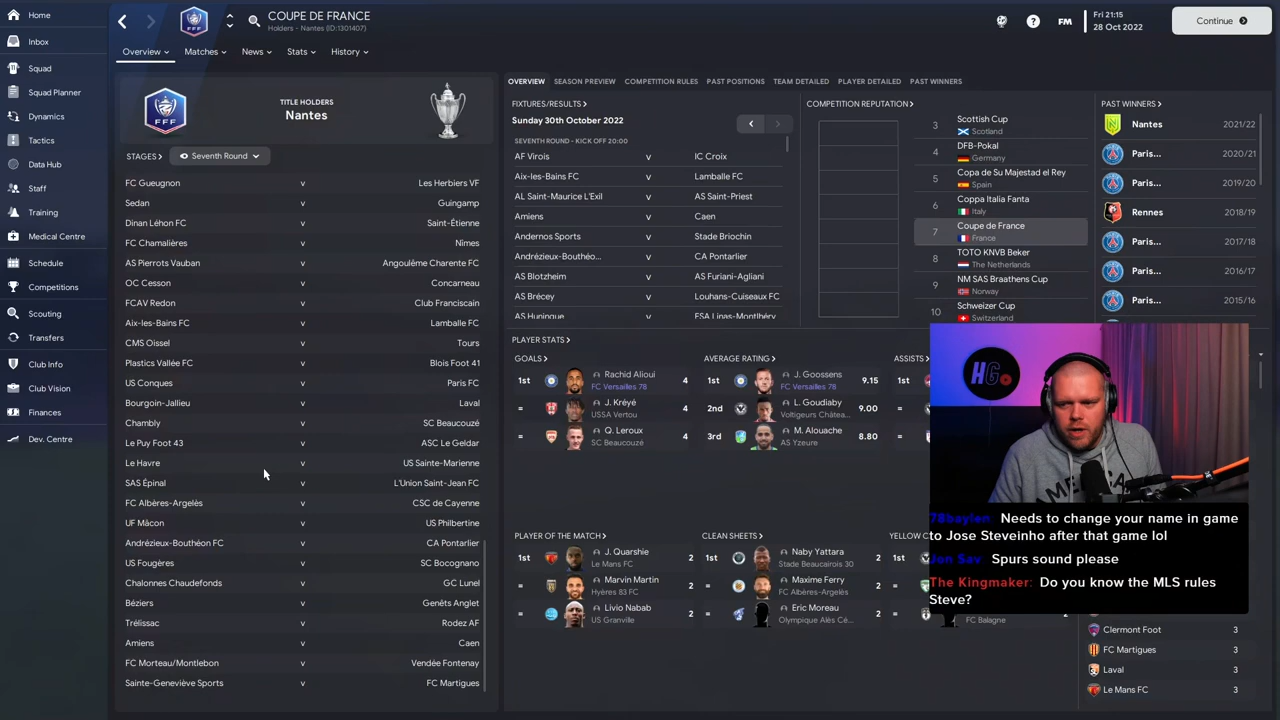 Home
Inbox
Squad
Squad Planner
Dynamics
Tactics
Data Hub
Staff
Training
Medical Centre
Schedule
Competitions
Scouting
Transfers
Club Info
Club Vision
Finances
Dev. Centre
FFF
COUPE DE FRANCE
Holders - Nantes (ID:1301407)
FM
Fri 21:15
28 Oct 2022
Continue
Overview
Matches
News
Stats
History
FFF
TITLE HOLDERS
Nantes
STAGES
Seventh Round
FC Gueugnon v Les Herbiers VF
Sedan v Guingamp
Dinan Léhon FC v Saint-Étienne
FC Chamalières v Nîmes
AS Pierrots Vauban v Angoulême Charente FC
OC Cesson v Concarneau
FCAV Redon v Club Franciscain
Aix-les-Bains FC v Lamballe FC
CMS Oissel v Tours
Plastics Vallée FC v Blois Foot 41
US Conques v Paris FC
Bourgoin-Jallieu v Laval
Chambly v SC Beaucouzé
Le Puy Foot 43 v ASC Le Geldar
Le Havre v US Sainte-Marienne
SAS Épinal v L'Union Saint-Jean FC
FC Albères-Argelès v CSC de Cayenne
UF Mâcon v US Philbertine
Andrézieux-Bouthéon FC v CA Pontarlier
US Fougères v SC Bocognano
Chalonnes Chaudefonds v GC Lunel
Béziers v Genêts Anglet
Trélissac v Rodez AF
Amiens v Caen
FC Morteau/Montlebon v Vendée Fontenay
Sainte-Geneviève Sports v FC Martigues
OVERVIEW
SEASON PREVIEW
COMPETITION RULES
PAST POSITIONS
TEAM DETAILED
PLAYER DETAILED
PAST WINNERS
FIXTURES/RESULTS
Sunday 30th October 2022
SEVENTH ROUND - KICK OFF 20:00
AF Virois v IC Croix
Aix-les-Bains FC v Lamballe FC
AL Saint-Maurice L'Exil v AS Saint-Priest
Amiens v Caen
Andernos Sports v Stade Briochin
Andrézieux-Bouthéo... v CA Pontarlier
AS Blotzheim v AS Furiani-Agliani
AS Brécey v Louhans-Cuiseaux FC
AS Huningue v ESA Linas-Montlhéry
COMPETITION REPUTATION
3 Scottish Cup
Scotland
4 DFB-Pokal
Germany
5 Copa de Su Majestad el Rey
Spain
6 Coppa Italia Fanta
Italy
7 Coupe de France
France
8 TOTO KNVB Beker
The Netherlands
9 NM SAS Braathens Cup
Norway
10 Schweizer Cup
Switzerland
PAST WINNERS
Nantes 2021/22
Paris... 2020/21
Paris... 2019/20
Rennes 2018/19
Paris... 2017/18
Paris... 2016/17
Paris... 2015/16
PLAYER STATS
GOALS
1st Rachid Alioui 4
FC Versailles 78
= J. Kréyé 4
USSA Vertou
= Q. Leroux 4
SC Beaucouzé
AVERAGE RATING
1st J. Goossens 9.15
FC Versailles 78
2nd L. Goudiaby 9.00
Voltigeurs Châtea...
3rd M. Alouache 8.80
AS Yzeure
ASSISTS
1st
=
=
PLAYER OF THE MATCH
1st J. Quarshie 2
Le Mans FC
= Marvin Martin 2
Hyères 83 FC
= Livio Nabab 2
US Granville
CLEAN SHEETS
1st Naby Yattara 2
Stade Beaucairois 30
= Maxime Ferry 2
FC Albères-Argelès
= Eric Moreau 2
Olympique Alès Cé...
YELLOW C
1st
=
=
FC Balagne
HG
78baylen Needs to change your name in game
to Jose Steveinho after that game lol
Jon Sav Spurs sound please
The Kingmaker: Do you know the MLS rules
Steve?
Clermont Foot 3
FC Martigues 3
Laval 3
Le Mans FC 3